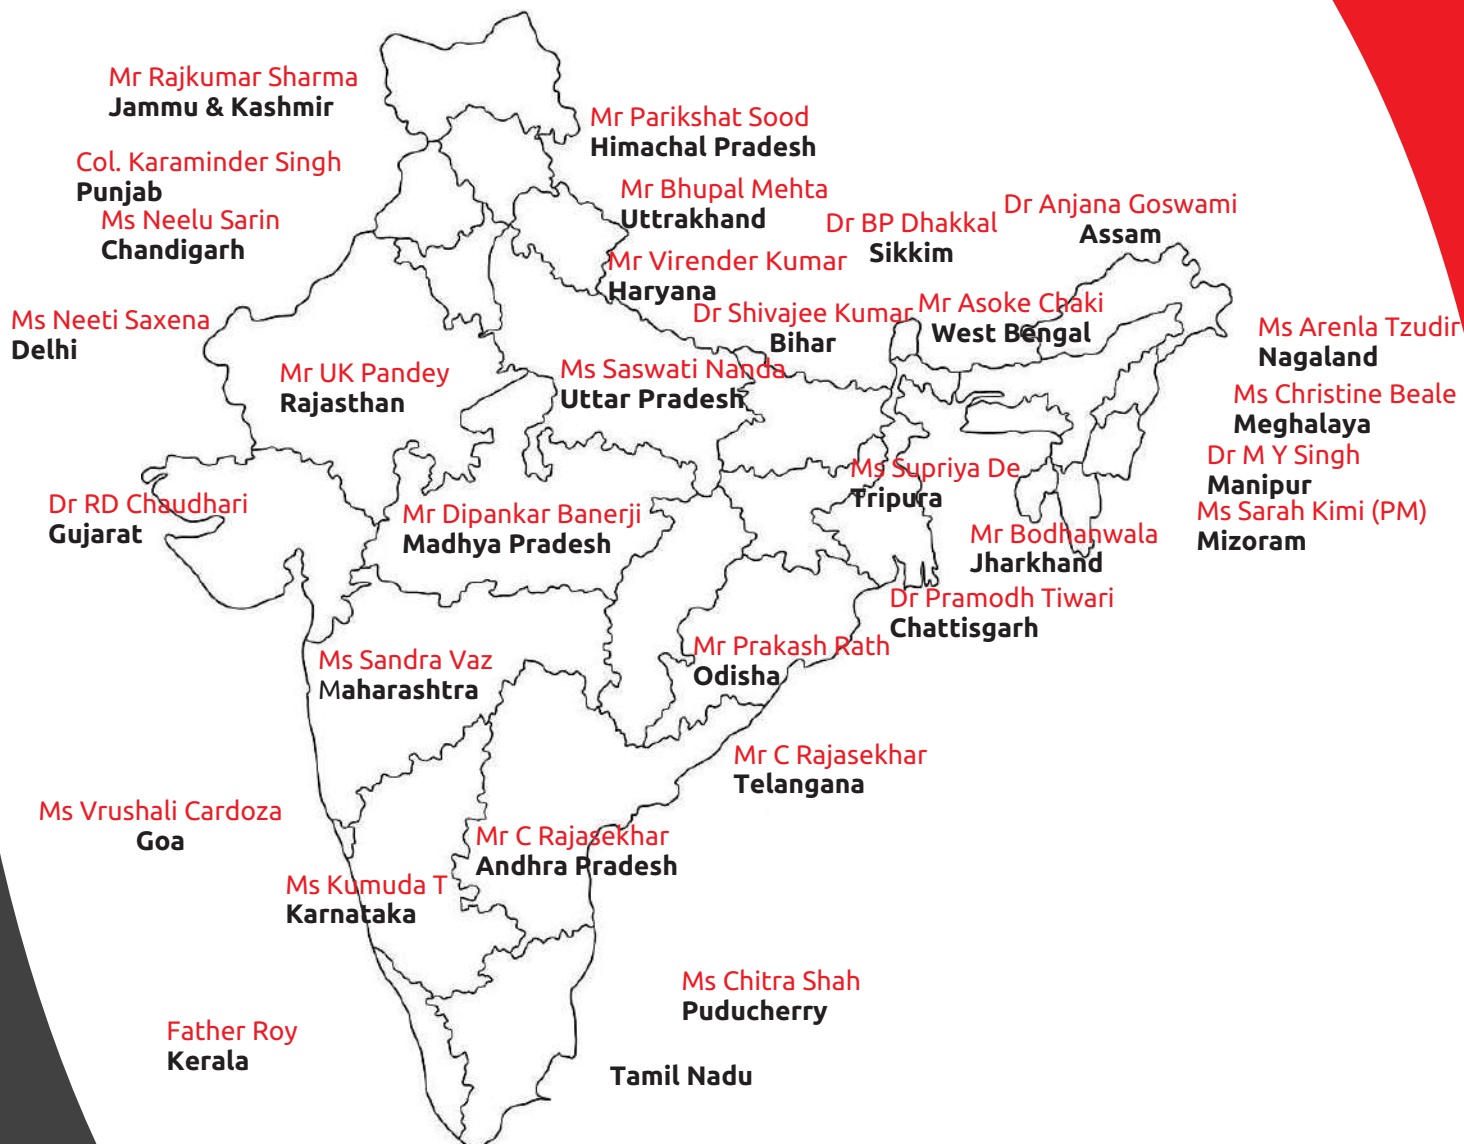 Mr Rajkumar Sharma
Jammu & Kashmir
Mr Parikshat Sood
Himachal Pradesh
Col. Karaminder Singh
Punjab
Mr Bhupal Mehta
Uttrakhand
Ms Neelu Sarin
Chandigarh
Dr BP Dhakkal
Sikkim
Dr Anjana Goswami
Assam
Mr Virender Kumar
Haryana
Ms Neeti Saxena
Delhi
Dr Shivajee Kumar
Bihar
Mr Asoke Chaki
West Bengal
Ms Arenla Tzudir
Nagaland
Mr UK Pandey
Rajasthan
Ms Saswati Nanda
Uttar Pradesh
Ms Christine Beale
Meghalaya
Dr M Y Singh
Manipur
Ms Supriya De
Tripura
Dr RD Chaudhari
Gujarat
Mr Dipankar Banerji
Madhya Pradesh
Ms Sarah Kimi (PM)
Mizoram
Mr Bodhanwala
Jharkhand
Dr Pramodh Tiwari
Chattisgarh
Ms Sandra Vaz
Maharashtra
Mr Prakash Rath
Odisha
Mr C Rajasekhar
Telangana
Ms Vrushali Cardoza
Goa
Mr C Rajasekhar
Andhra Pradesh
Ms Kumuda T
Karnataka
Ms Chitra Shah
Puducherry
Father Roy
Kerala
Tamil Nadu